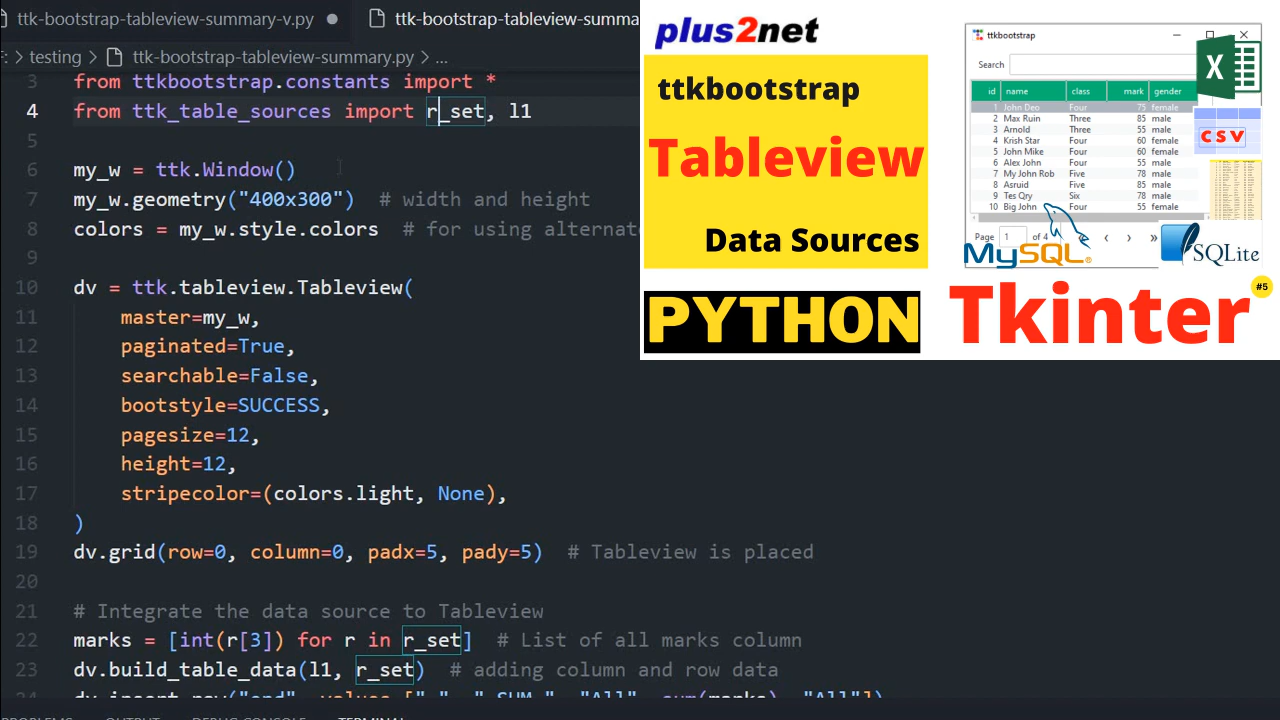 ttk-bootstrap-tableview-summary-v.py
ttk-bootstrap-tableview-summa
testing > ttk-bootstrap-tableview-summary.py > ...
3 from ttkbootstrap.constants import *
4 from ttk_table_sources import r_set, l1
5
6 my_w = ttk.Window()
7 my_w.geometry("400x300") # width and height
8 colors = my_w.style.colors # for using alternate
9
10 dv = ttk.tableview.Tableview(
11 master=my_w,
12 paginated=True,
13 searchable=False,
14 bootstyle=SUCCESS,
15 pagesize=12,
16 height=12,
17 stripecolor=(colors.light, None),
18 )
19 dv.grid(row=0, column=0, padx=5, pady=5) # Tableview is placed
20
21 # Integrate the data source to Tableview
22 marks = [int(r[3]) for r in r_set] # List of all marks column
23 dv.build_table_data(l1, r_set) # adding column and row data
TERMINAL
plus2net
ttkbootstrap
Tableview
Data Sources
PYTHON
Tkinter
#5
ttkbootstrap
Search
id name class mark gender
1 John Deo Four 75 female
2 Max Ruin Three 85 male
3 Arnold Three 55 male
4 Krish Star Four 60 female
5 John Mike Four 60 female
6 Alex John Four 55 male
7 My John Rob Five 78 male
8 Asruid Five 85 male
9 Tes Qry Six 78 male
10 Big John Four 55 female
Page 1 of 4 ‹ › »
X
CSV
MySQL®
SQLite